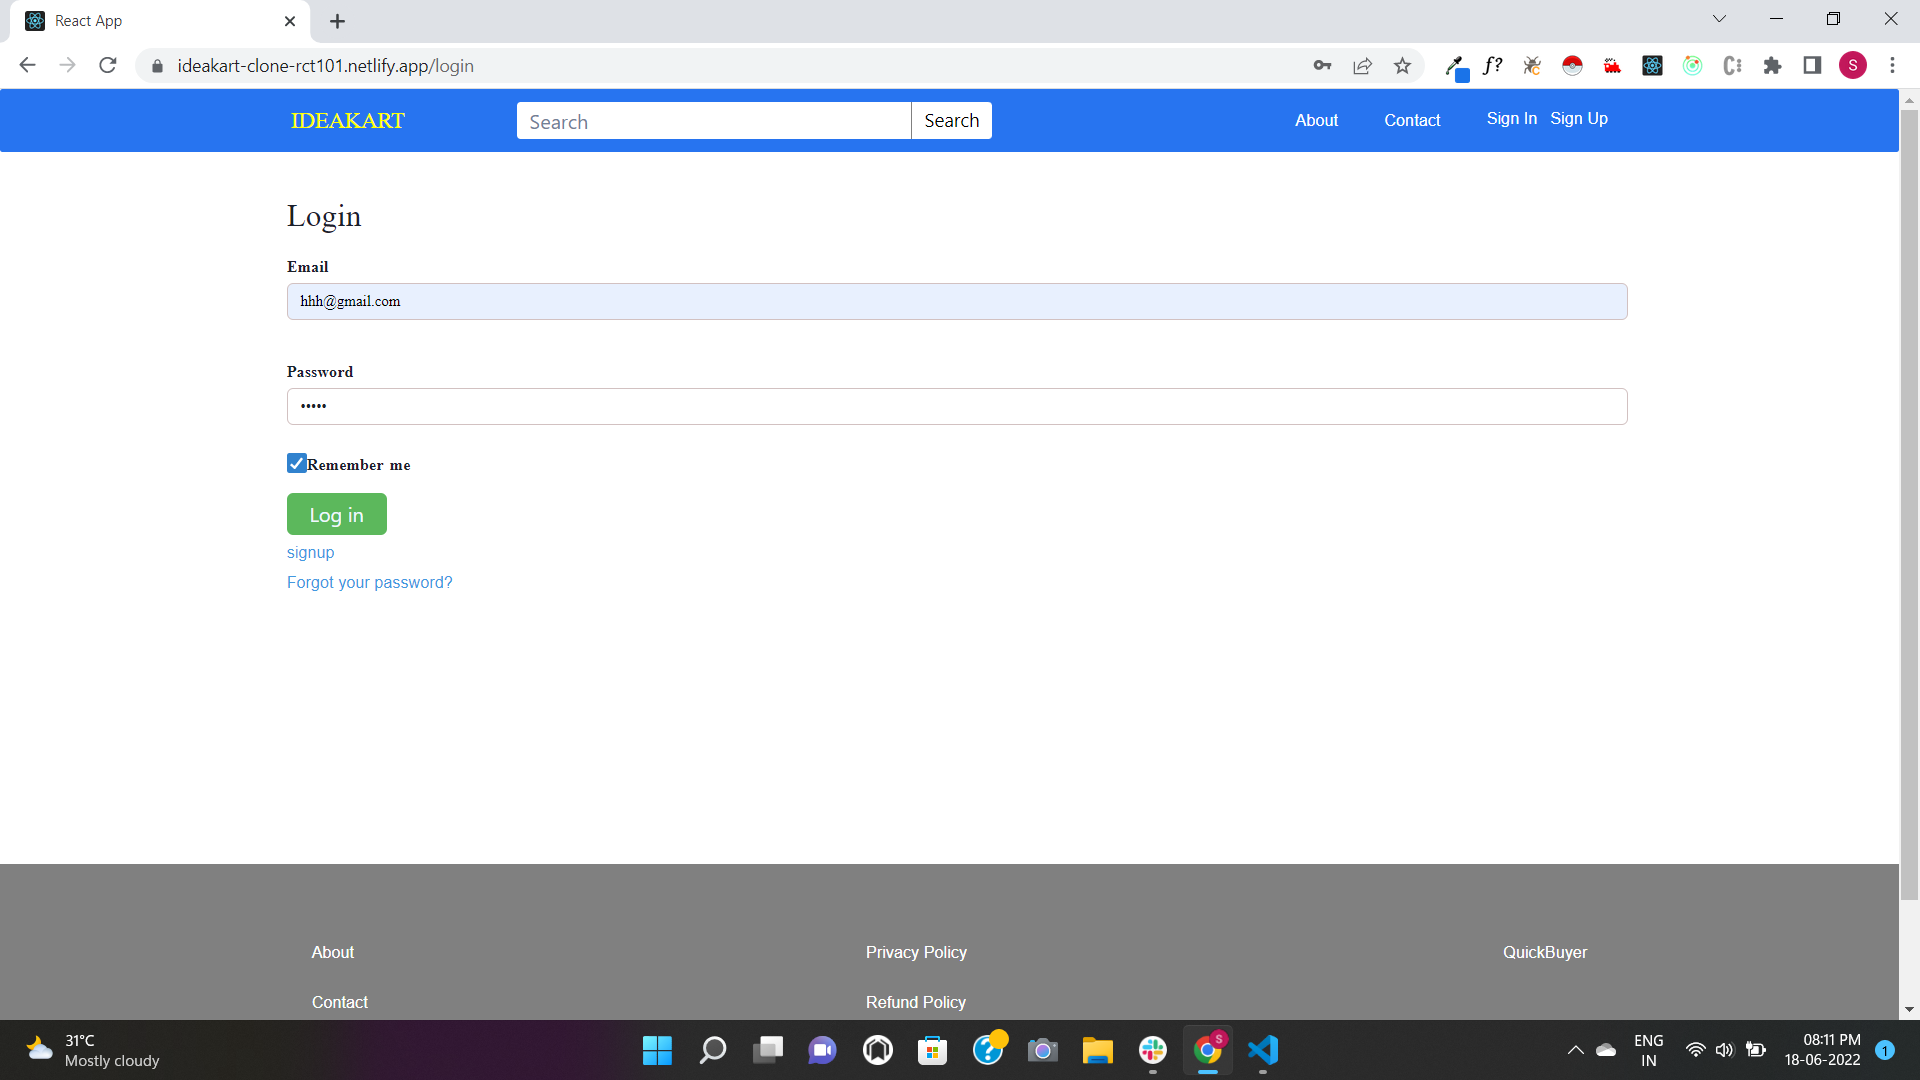 React App
ideakart-clone-rct101.netlify.app/login
f?
S
IDEAKART
Search
Search
About
Contact
Sign In
Sign Up
Login
Email
hhh@gmail.com
Password
•••••
Remember me
Log in
signup
Forgot your password?
About
Privacy Policy
QuickBuyer
Contact
Refund Policy
31°C
Mostly cloudy
S
ENG
IN
08:11 PM
18-06-2022
1